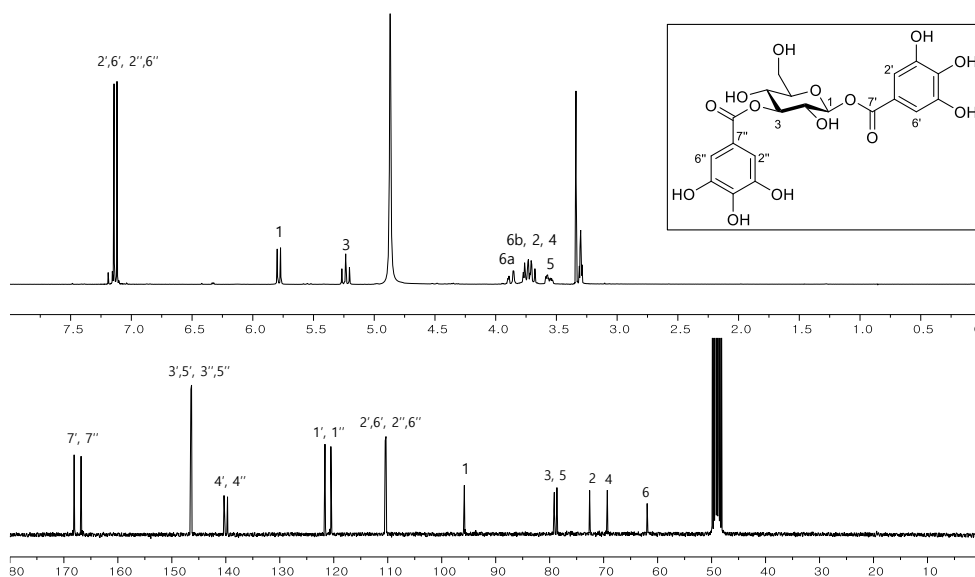 2′,6′, 2′′,6′′
1
3
6b, 2, 4
6a
5
OH
OH
OH
OH
HO
O
O
O
O
O
OH
OH
HO
OH
OH
2'
1
7'
6'
3
7"
6"
2"
7.5 7.0 6.5 6.0 5.5 5.0 4.5 4.0 3.5 3.0 2.5 2.0 1.5 1.0 0.5
3′,5′, 3′′,5′′
7′, 7′′
4′, 4′′
1′, 1′′
2′,6′, 2′′,6′′
1
3, 5
2
4
6
180 170 160 150 140 130 120 110 100 90 80 70 60 50 40 30 20 10